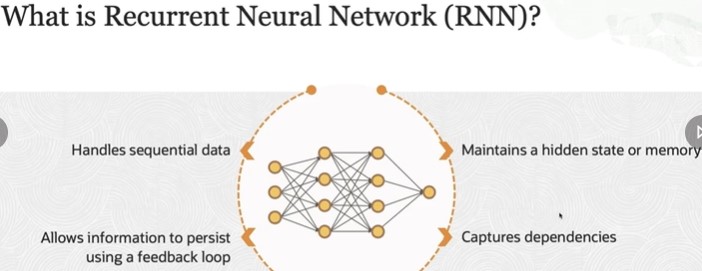 What is Recurrent Neural Network (RNN)?
Handles sequential data
Maintains a hidden state or memory
Allows information to persist
using a feedback loop
Captures dependencies